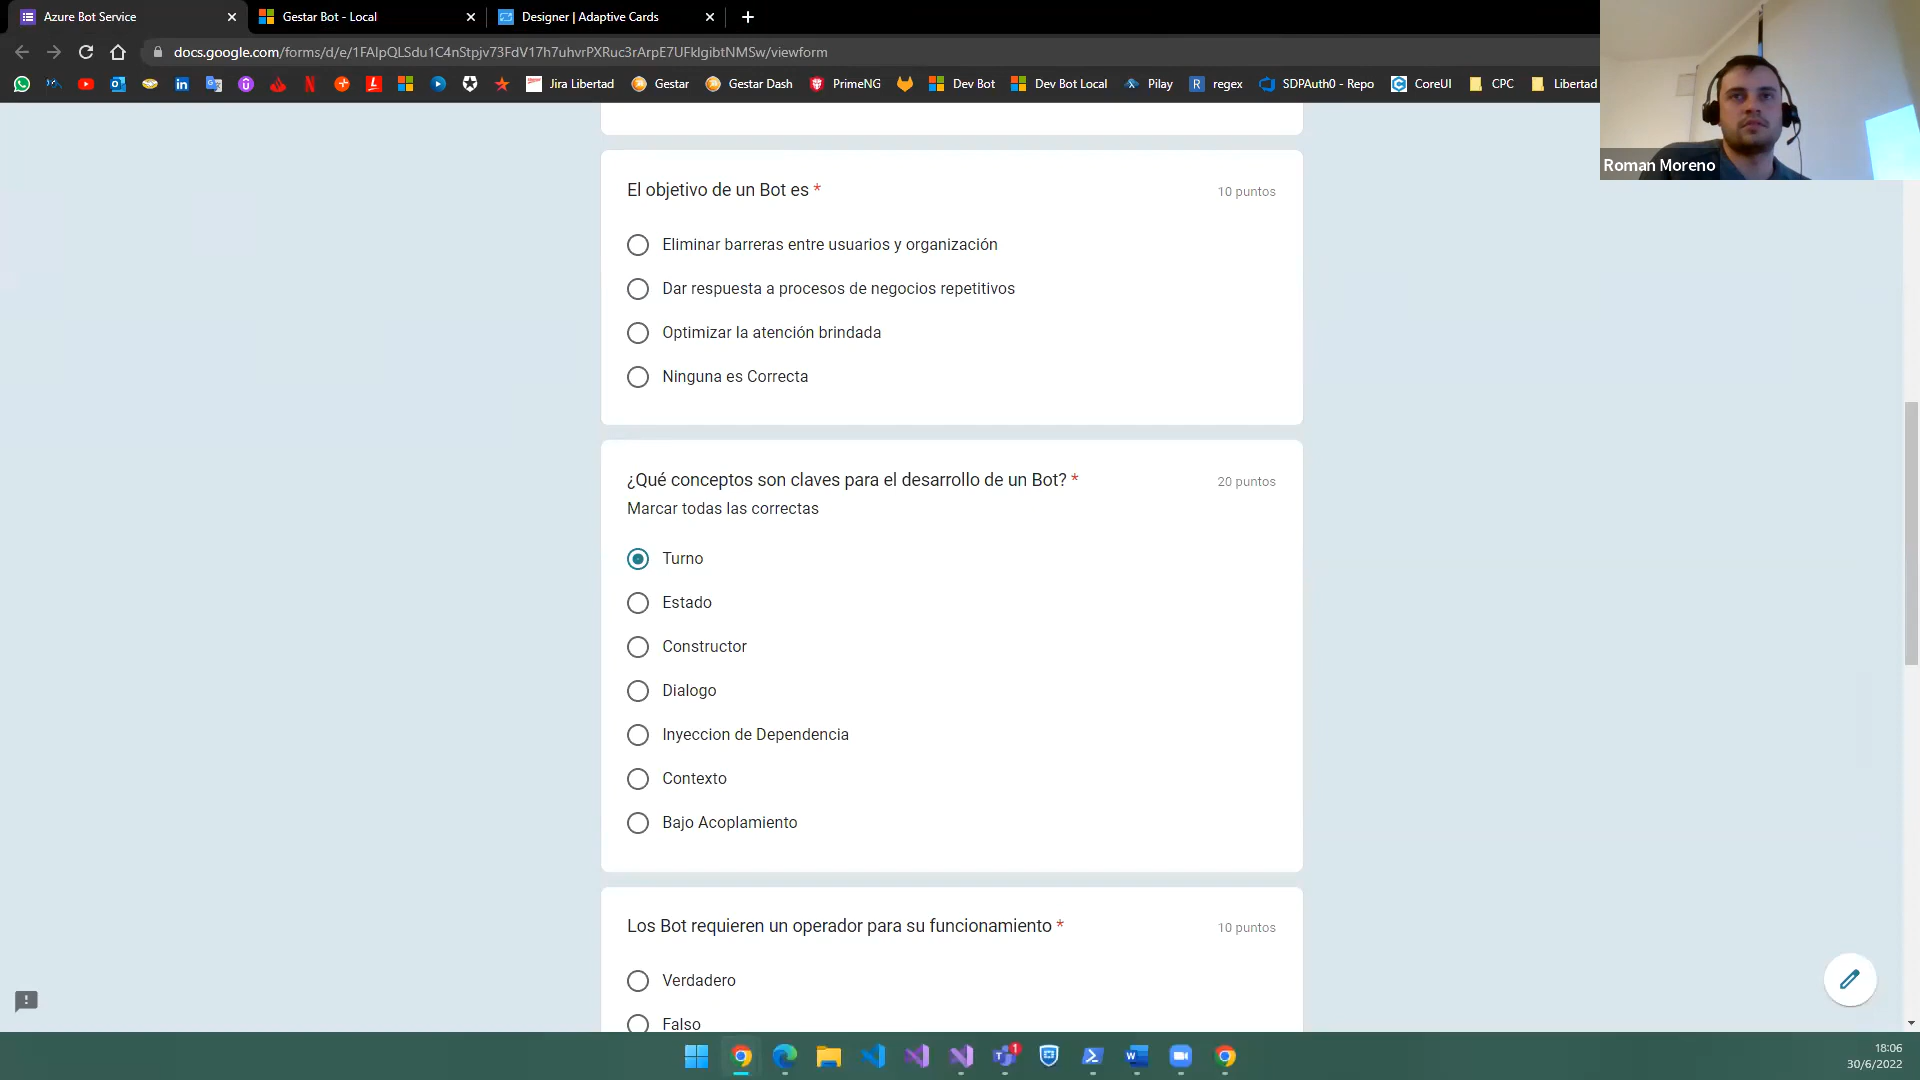 Azure Bot Service
Gestar Bot - Local
Designer | Adaptive Cards
docs.google.com/forms/d/e/1FAIpQLSdu1C4nStpjv73FdV17h7uhvrPXRuc3rArpE7UFklgibtNMSw/viewform
Jira Libertad
Gestar
Gestar Dash
PrimeNG
Dev Bot
Dev Bot Local
Pilay
regex
SDPAuth0 - Repo
CoreUI
CPC
Libertad
Roman Moreno
El objetivo de un Bot es *
10 puntos
Eliminar barreras entre usuarios y organización
Dar respuesta a procesos de negocios repetitivos
Optimizar la atención brindada
Ninguna es Correcta
¿Qué conceptos son claves para el desarrollo de un Bot? *
20 puntos
Marcar todas las correctas
Turno
Estado
Constructor
Dialogo
Inyeccion de Dependencia
Contexto
Bajo Acoplamiento
Los Bot requieren un operador para su funcionamiento *
10 puntos
Verdadero
Falso
18:06
30/6/2022